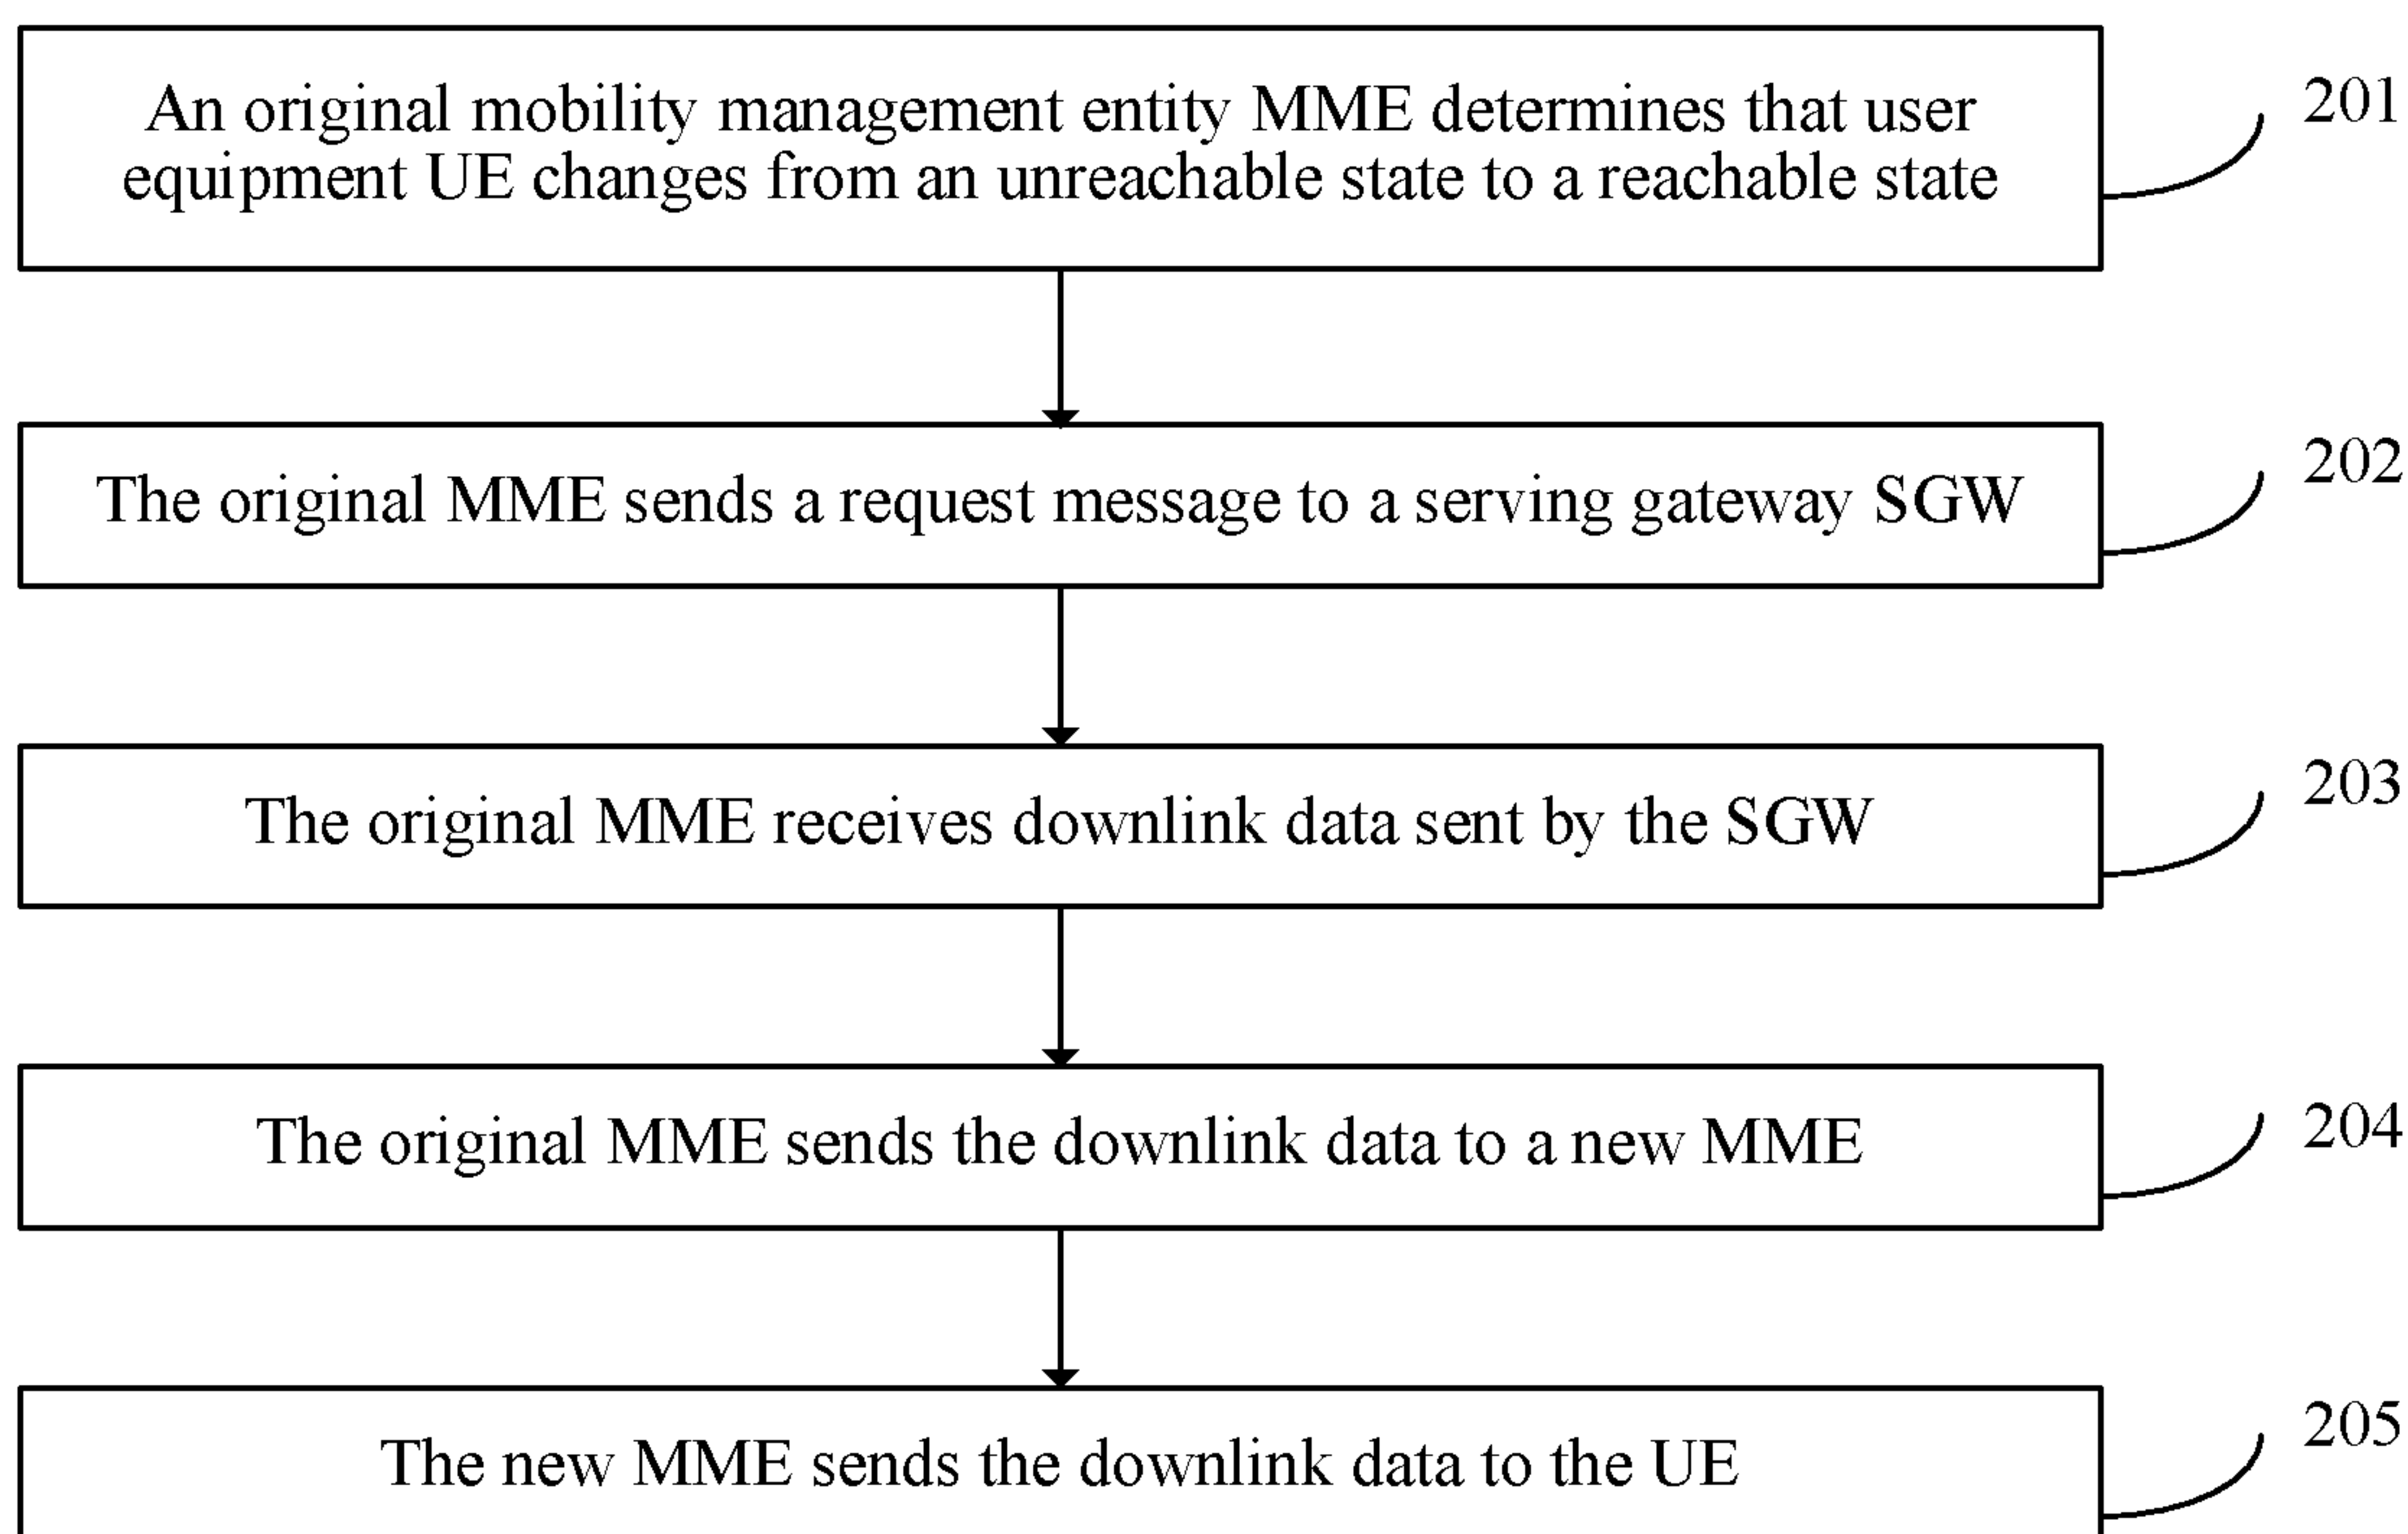 An original mobility management entity MME determines that user
equipment UE changes from an unreachable state to a reachable state
201
The original MME sends a request message to a serving gateway SGW
202
The original MME receives downlink data sent by the SGW
203
The original MME sends the downlink data to a new MME
204
The new MME sends the downlink data to the UE
205